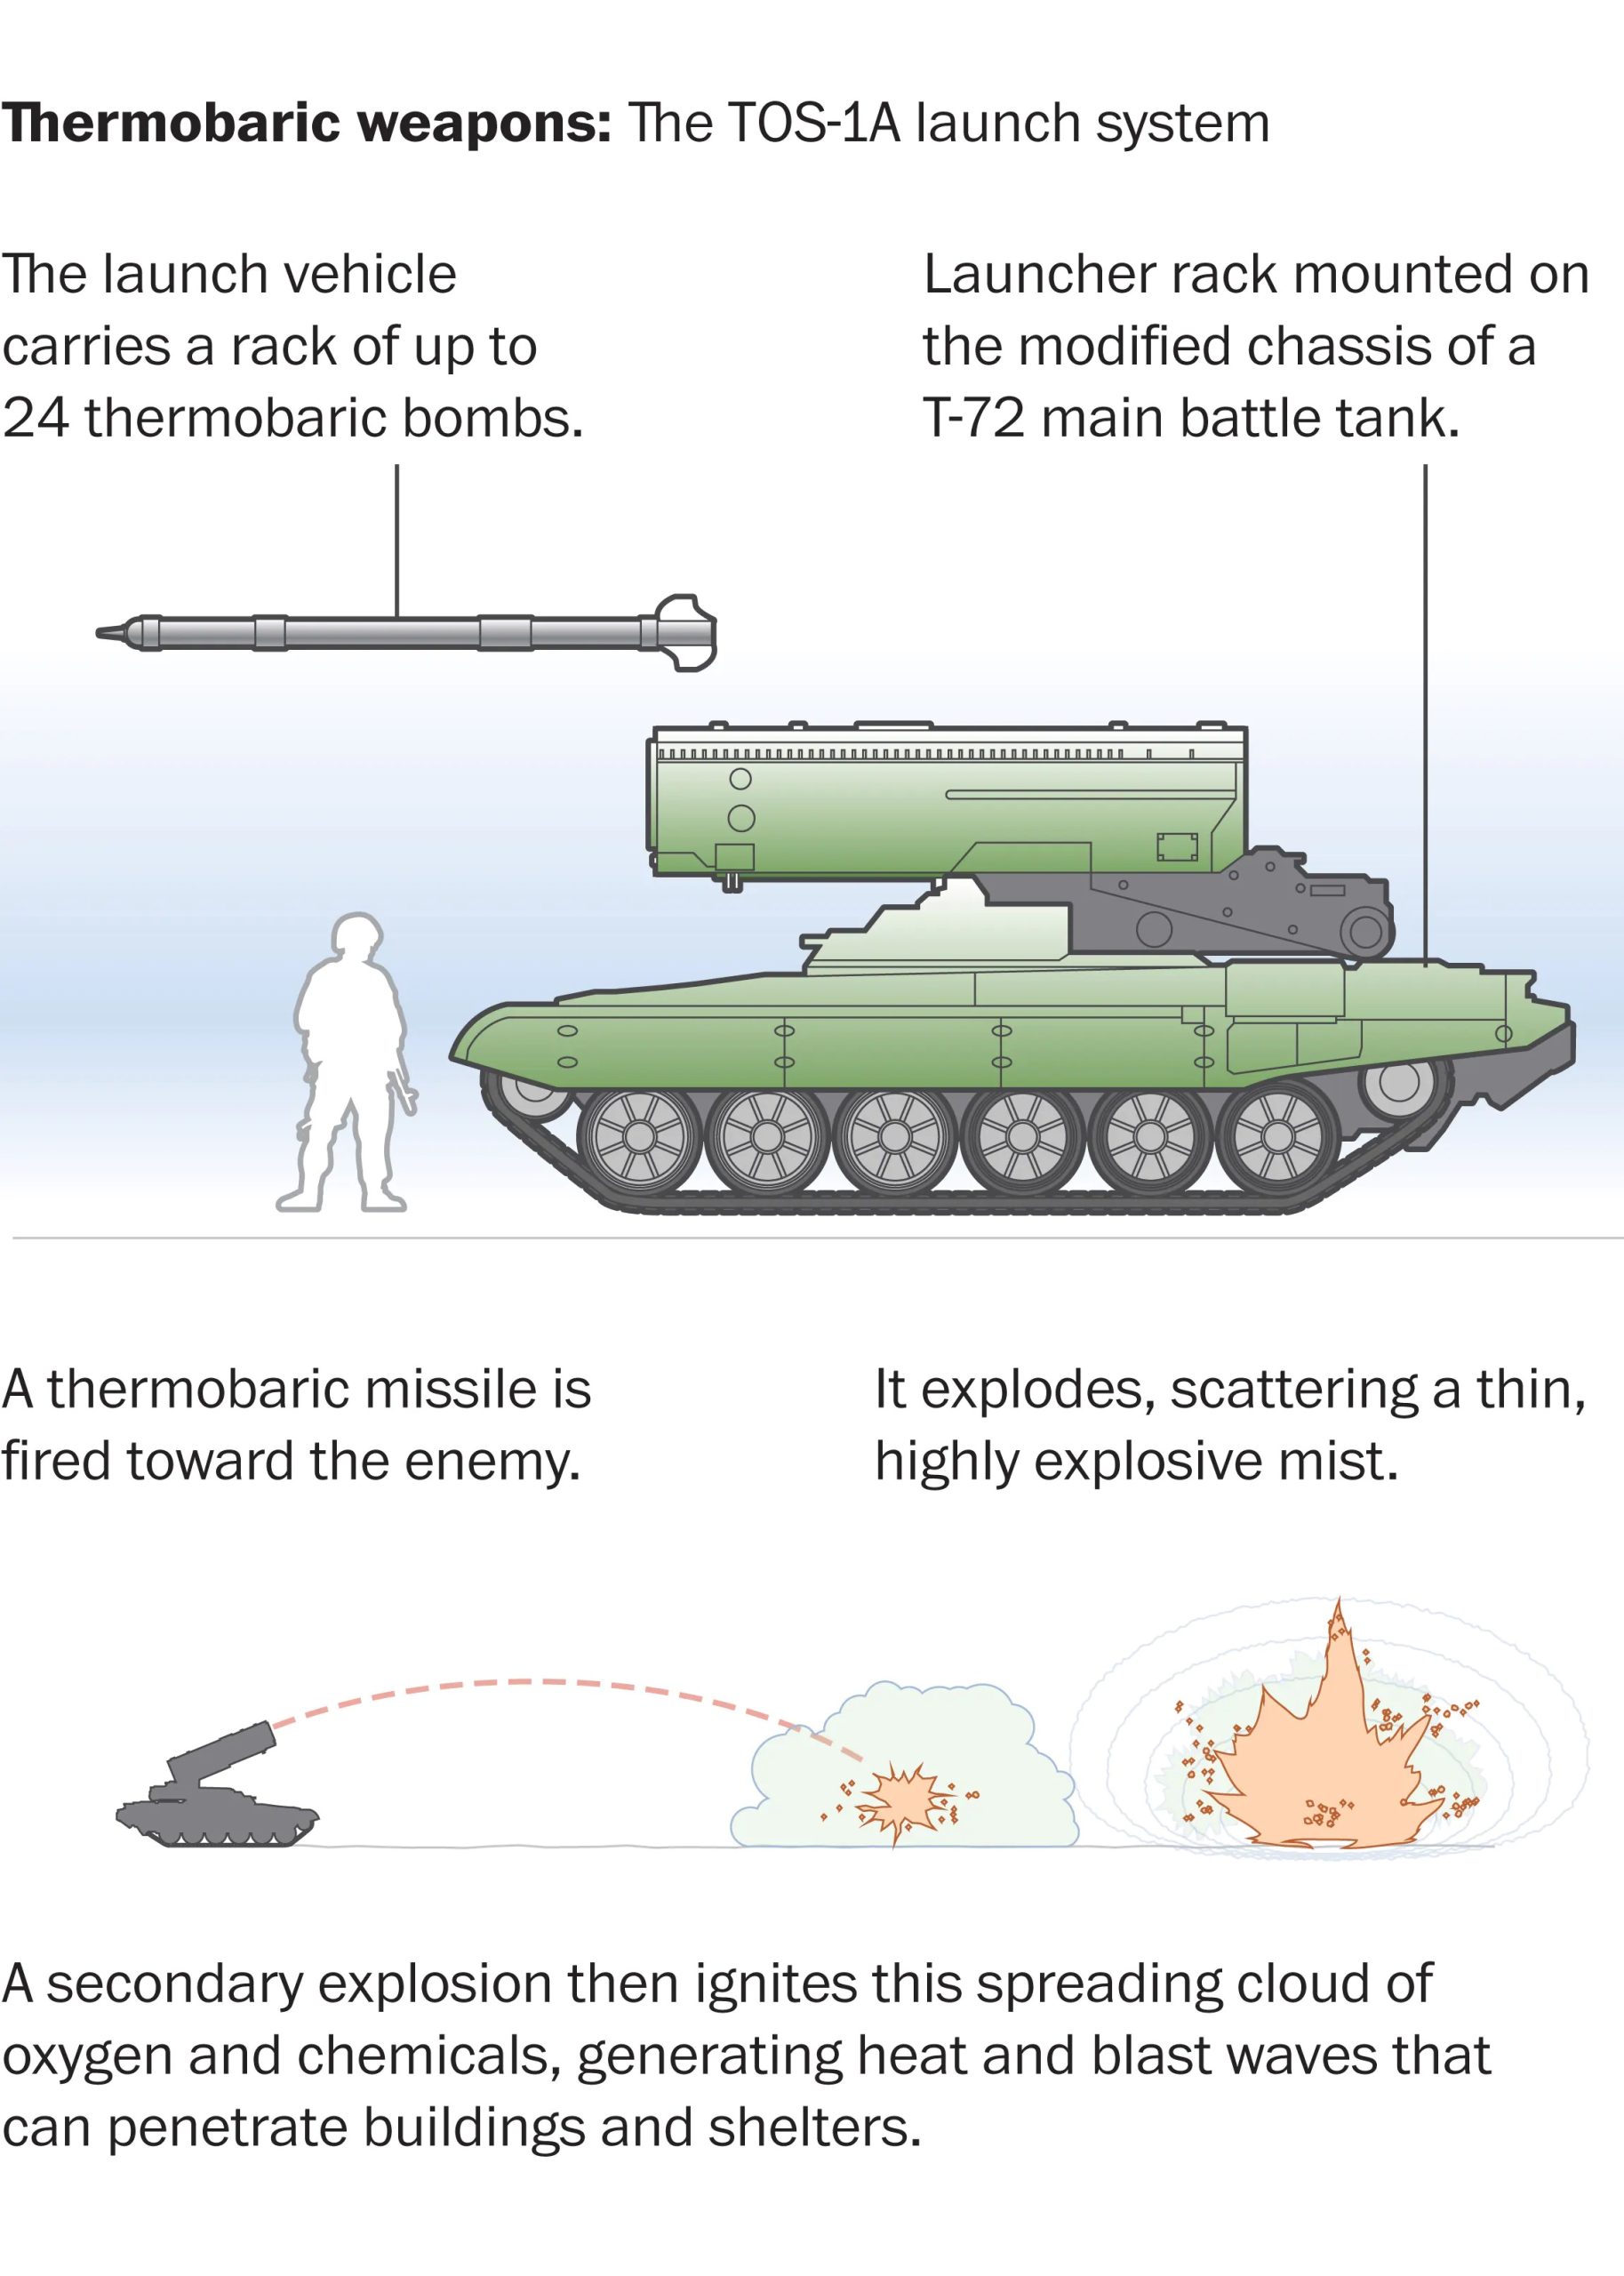 Thermobaric weapons: The TOS-1A launch system
The launch vehicle
carries a rack of up to
24 thermobaric bombs.
Launcher rack mounted on
the modified chassis of a
T-72 main battle tank.
A thermobaric missile is
fired toward the enemy.
It explodes, scattering a thin,
highly explosive mist.
A secondary explosion then ignites this spreading cloud of
oxygen and chemicals, generating heat and blast waves that
can penetrate buildings and shelters.